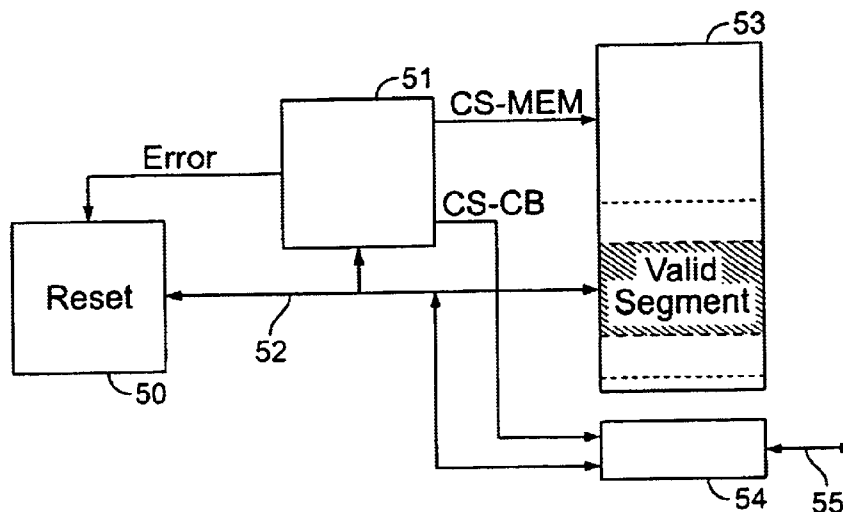 53
51
CS-MEM
Error
CS-CB
Reset
Valid
Segment
52
50
54
55